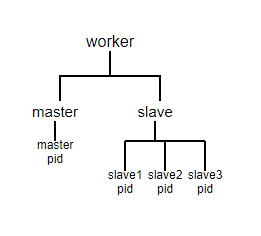 worker
master slave
master
pid
slave1 slave2 slave3
pid pid pid